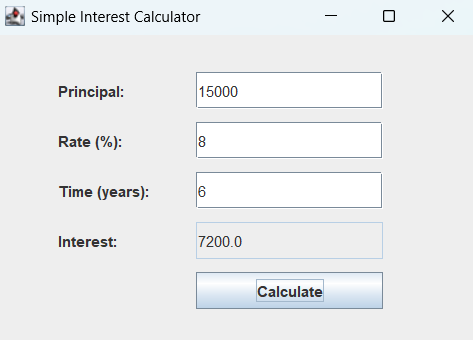 Simple Interest Calculator
Principal: 15000
Rate (%): 8
Time (years): 6
Interest: 7200.0
Calculate